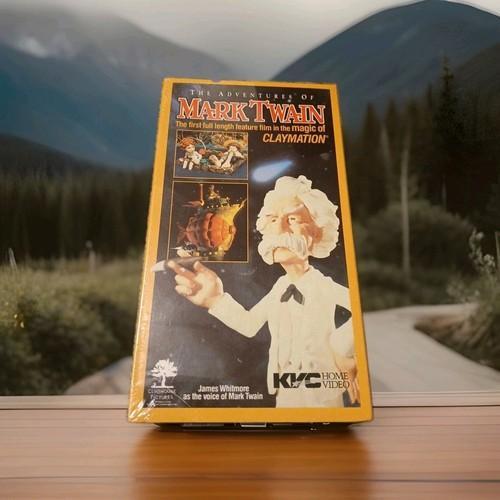 THE ADVENTURES OF
MARK TWAIN
The first full length feature film in the magic of
CLAYMATION®
James Whitmore
as the voice of Mark Twain
KVC HOME
VIDEO
PICTURES